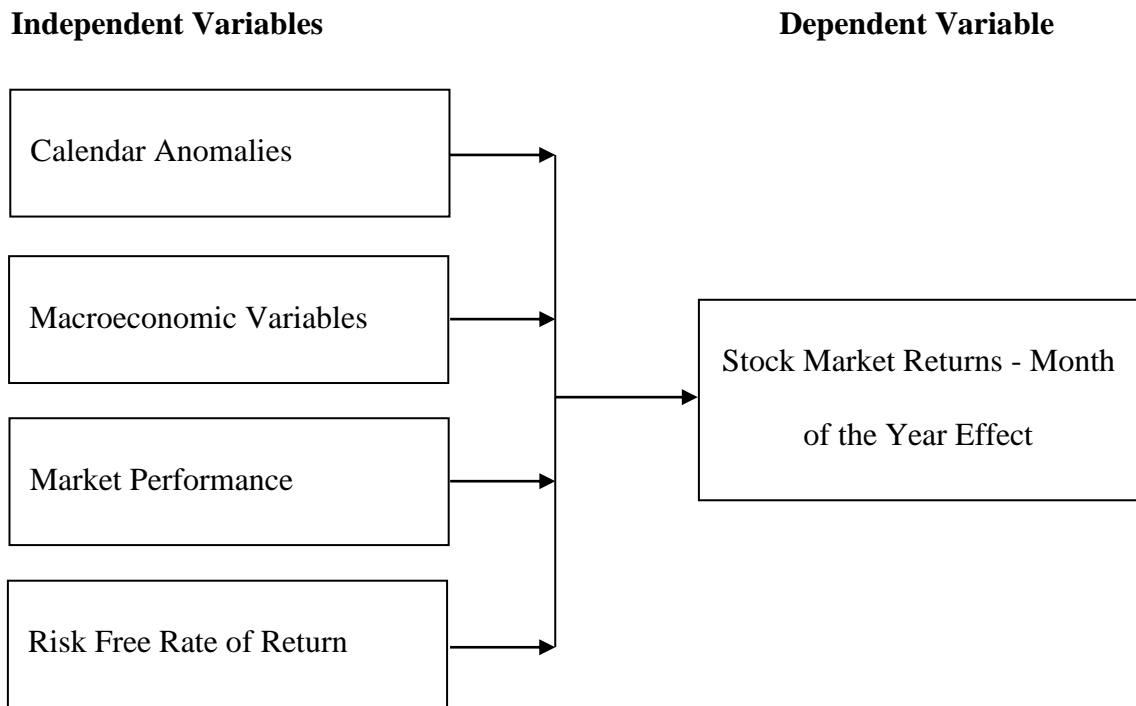 Independent Variables
Dependent Variable
Calendar Anomalies
Macroeconomic Variables
Market Performance
Risk Free Rate of Return
Stock Market Returns - Month
of the Year Effect